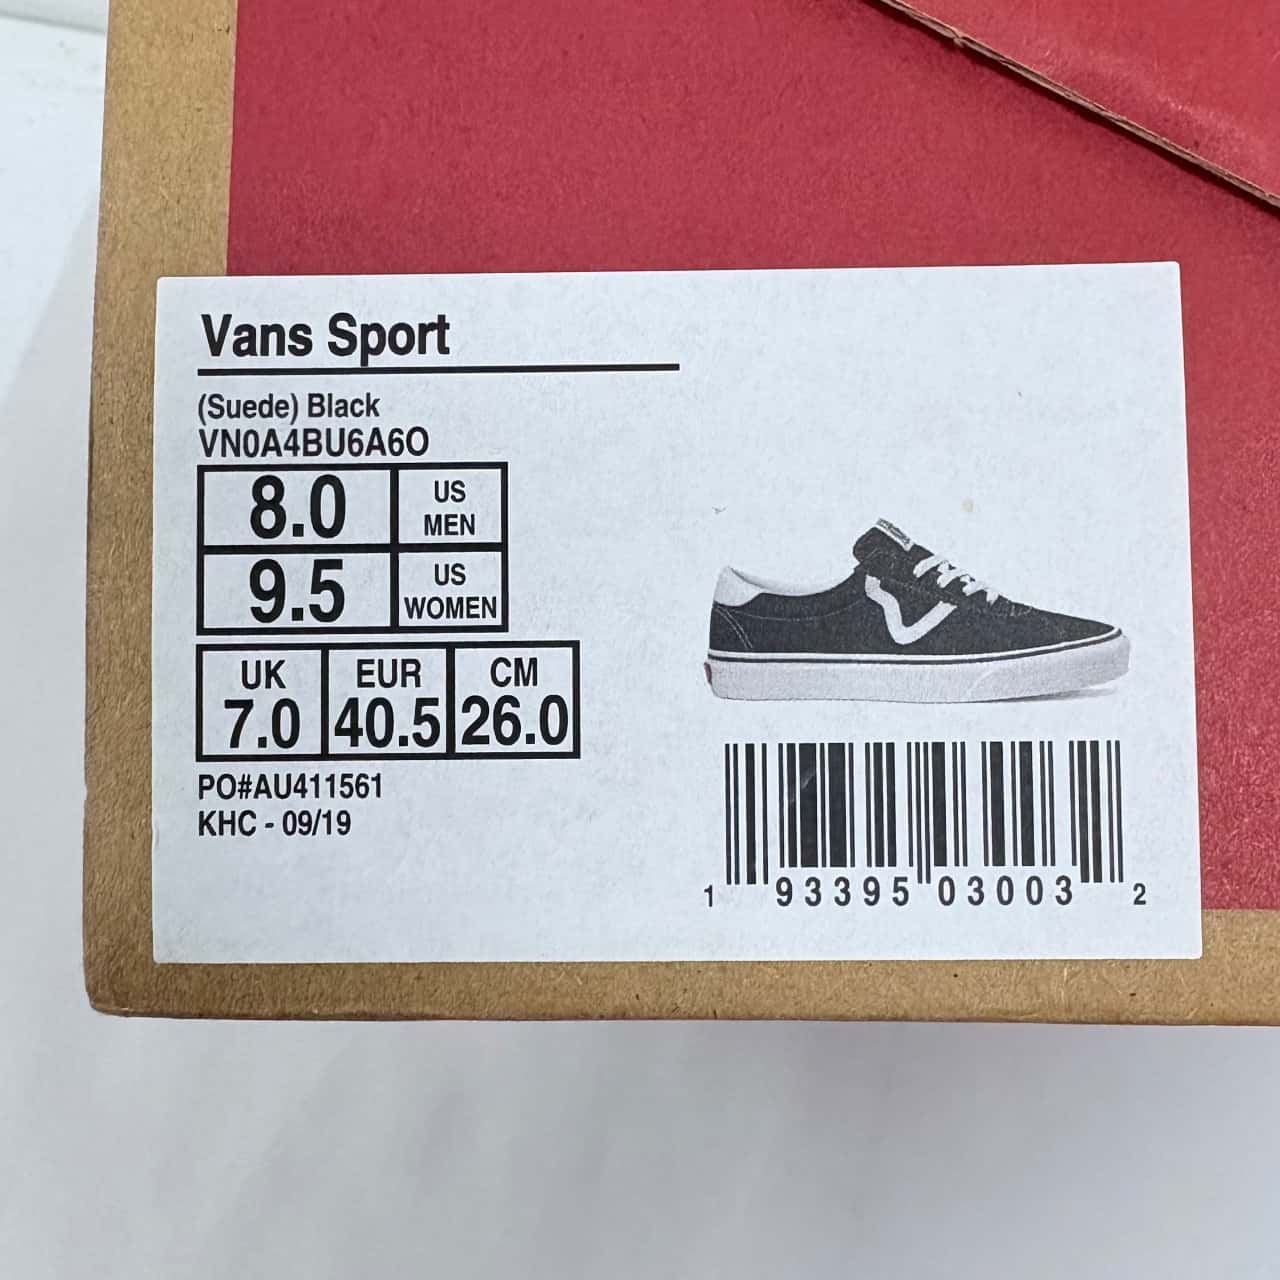 Vans Sport
(Suede) Black
VN0A4BU6A6O
8.0 US MEN
9.5 US WOMEN
UK EUR CM
7.0 40.5 26.0
PO#AU411561
KHC - 09/19
1 93395 03003 2